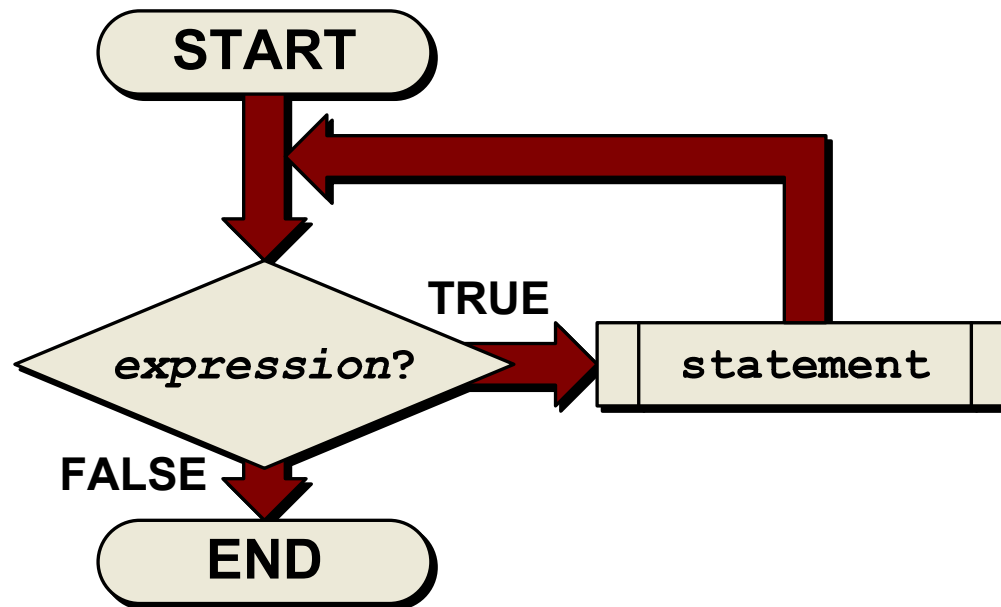 START
TRUE
expression?
statement
FALSE
END